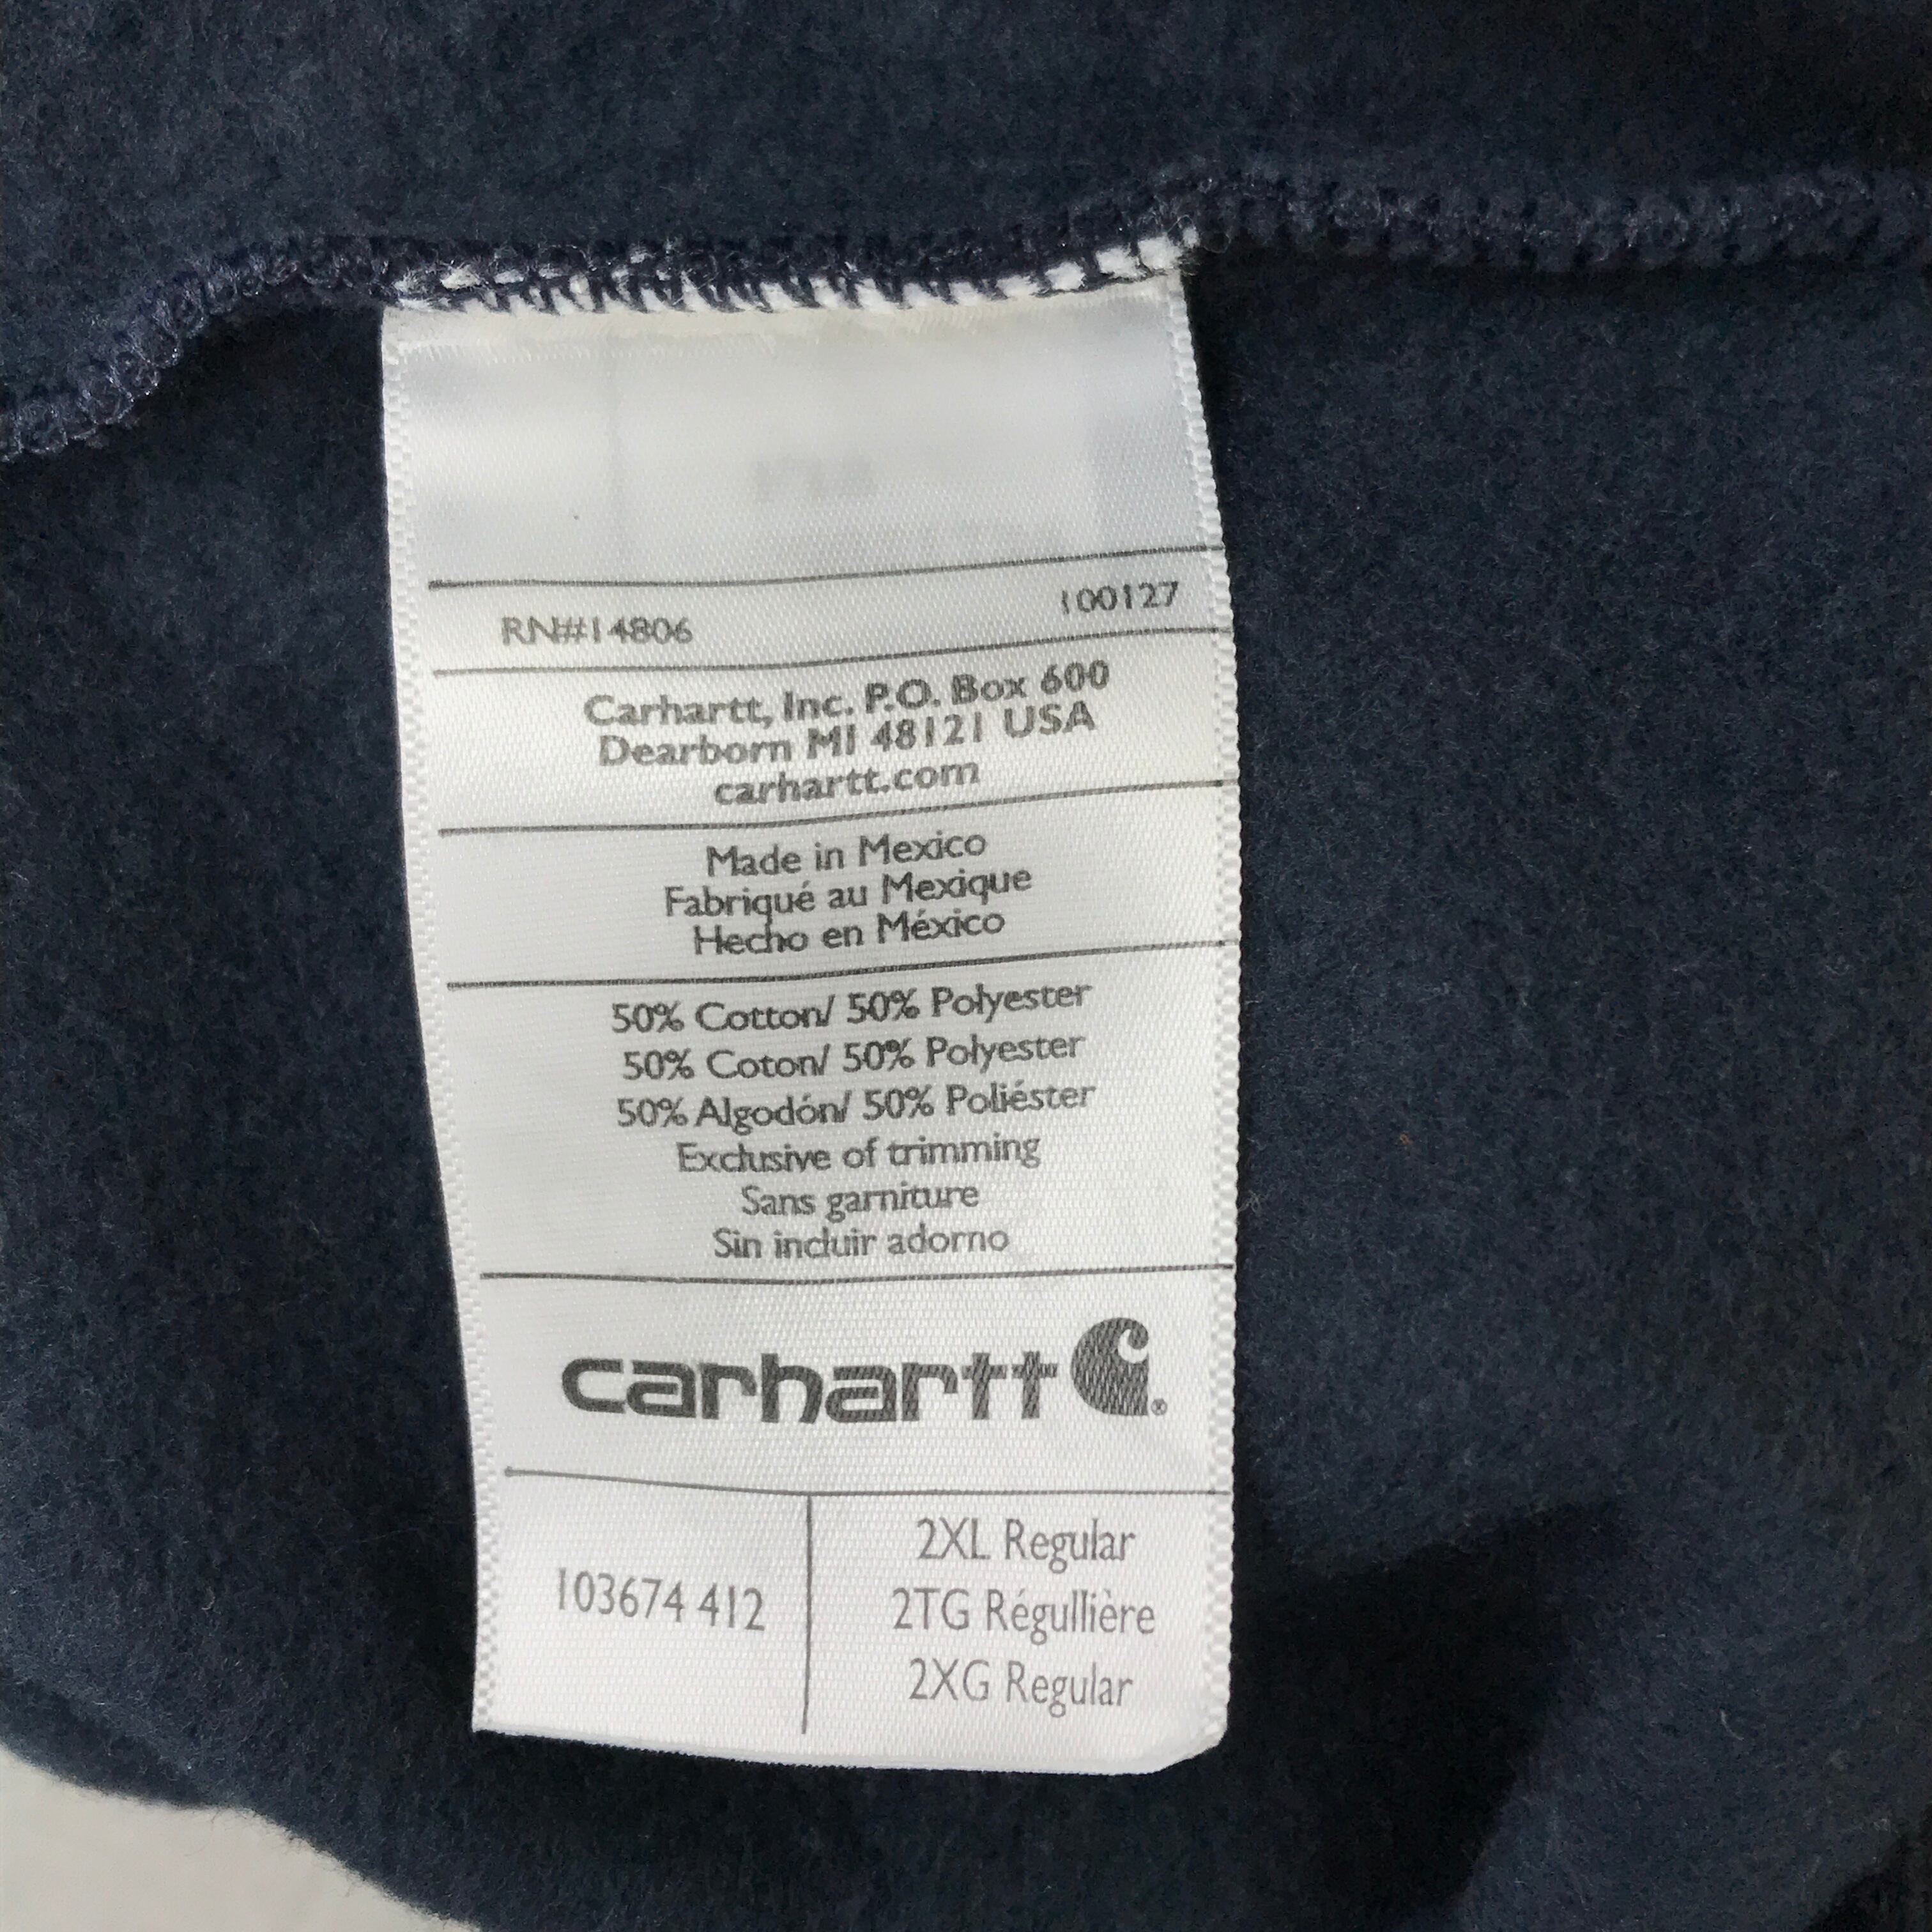 RN#14806 100127
Carhartt, Inc. P.O. Box 600
Dearborn MI 48121 USA
carhartt.com
Made in Mexico
Fabriqué au Mexique
Hecho en México
50% Cotton/ 50% Polyester
50% Coton/ 50% Polyester
50% Algodón/ 50% Poliéster
Exclusive of trimming
Sans garniture
Sin incluir adorno
carhartt ®
103674 412
2XL Regular
2TG Régullière
2XG Regular